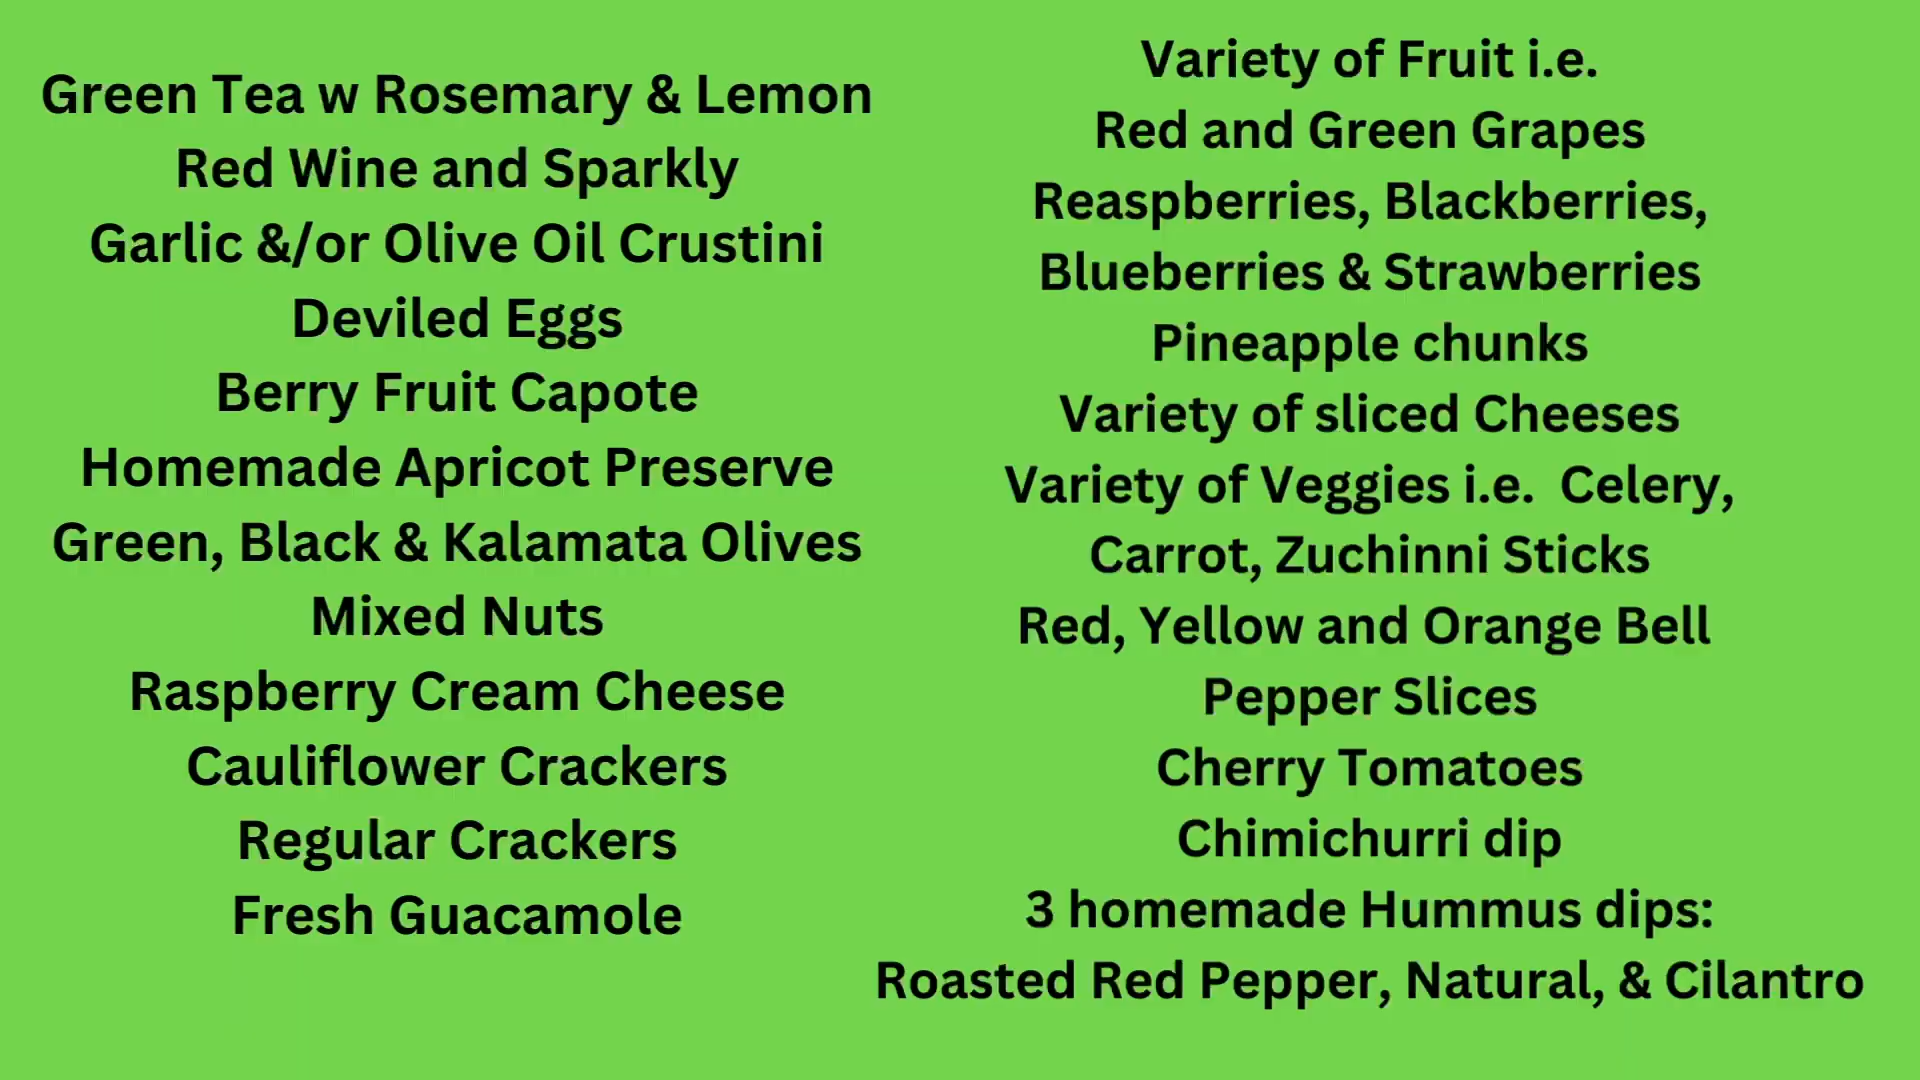 Green Tea w Rosemary & Lemon
Red Wine and Sparkly
Garlic &/or Olive Oil Crustini
Deviled Eggs
Berry Fruit Capote
Homemade Apricot Preserve
Green, Black & Kalamata Olives
Mixed Nuts
Raspberry Cream Cheese
Cauliflower Crackers
Regular Crackers
Fresh Guacamole
Variety of Fruit i.e.
Red and Green Grapes
Reaspberries, Blackberries,
Blueberries & Strawberries
Pineapple chunks
Variety of sliced Cheeses
Variety of Veggies i.e.  Celery,
Carrot, Zuchinni Sticks
Red, Yellow and Orange Bell
Pepper Slices
Cherry Tomatoes
Chimichurri dip
3 homemade Hummus dips:
Roasted Red Pepper, Natural, & Cilantro